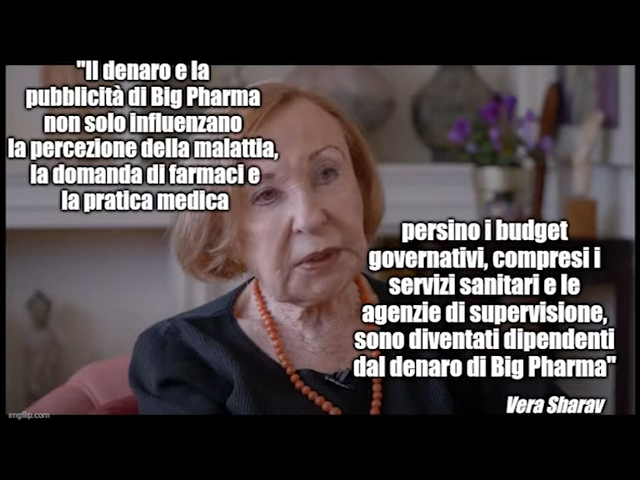 "Il denaro e la
pubblicità di Big Pharma
non solo influenzano
la percezione della malattia,
la domanda di farmaci e
la pratica medica
persino i budget
governativi, compresi i
servizi sanitari e le
agenzie di supervisione,
sono diventati dipendenti
dal denaro di Big Pharma"
Vera Sharav
imgflip.com